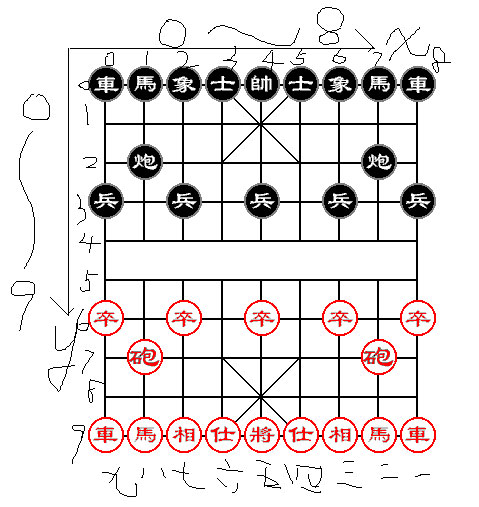 0 ~ 8 x
0 1 2 3 4 5 6 7 8
0 車 馬 象 士 帥 士 象 馬 車
1
2 炮 炮
3 兵 兵 兵 兵 兵
4
5
6 卒 卒 卒 卒 卒
7 砲 砲
8
9 車 馬 相 仕 將 仕 相 馬 車
九 八 七 六 五 四 三 二 一
0 ~ 9 y